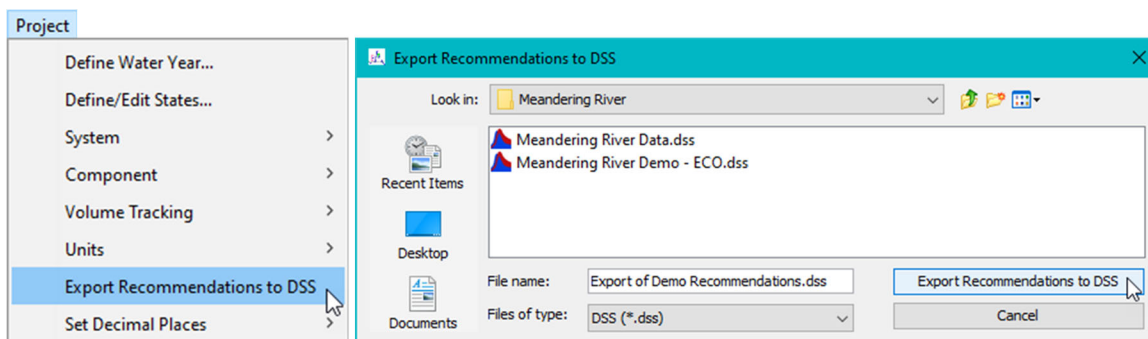 Project
Define Water Year...
Define/Edit States...
System
Component
Volume Tracking
Units
Export Recommendations to DSS
Set Decimal Places
Export Recommendations to DSS
Look in:
Meandering River
Recent Items
Desktop
Documents
Meandering River Data.dss
Meandering River Demo - ECO.dss
File name:
Export of Demo Recommendations.dss
Export Recommendations to DSS
Files of type:
DSS (*.dss)
Cancel